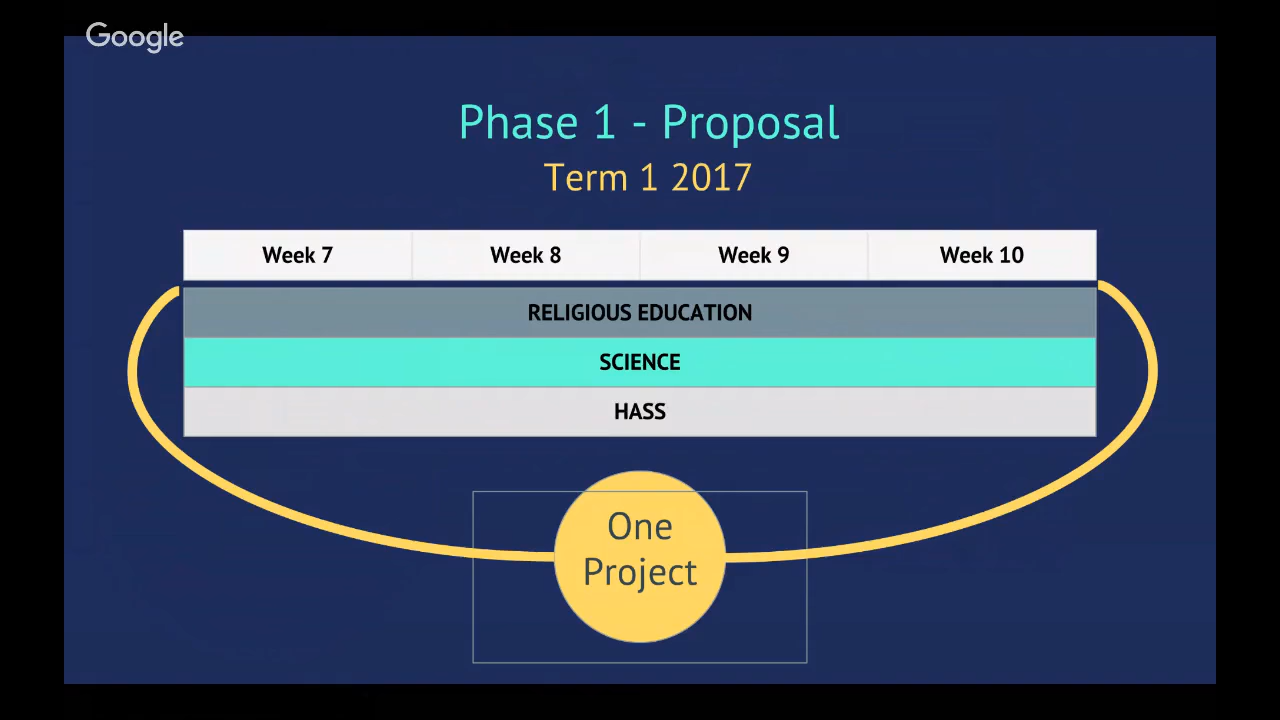 Google
Phase 1 - Proposal
Term 1 2017
Week 7 Week 8 Week 9 Week 10
RELIGIOUS EDUCATION
SCIENCE
HASS
One
Project